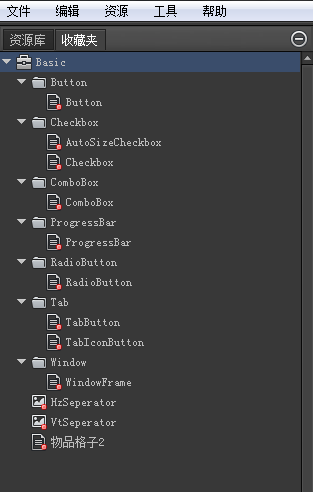 文件 编辑 资源 工具 帮助
资源库 收藏夹
Basic
Button
Button
Checkbox
AutoSizeCheckbox
Checkbox
ComboBox
ComboBox
ProgressBar
ProgressBar
RadioButton
RadioButton
Tab
TabButton
TabIconButton
Window
WindowFrame
HzSeperator
VtSeperator
物品格子2